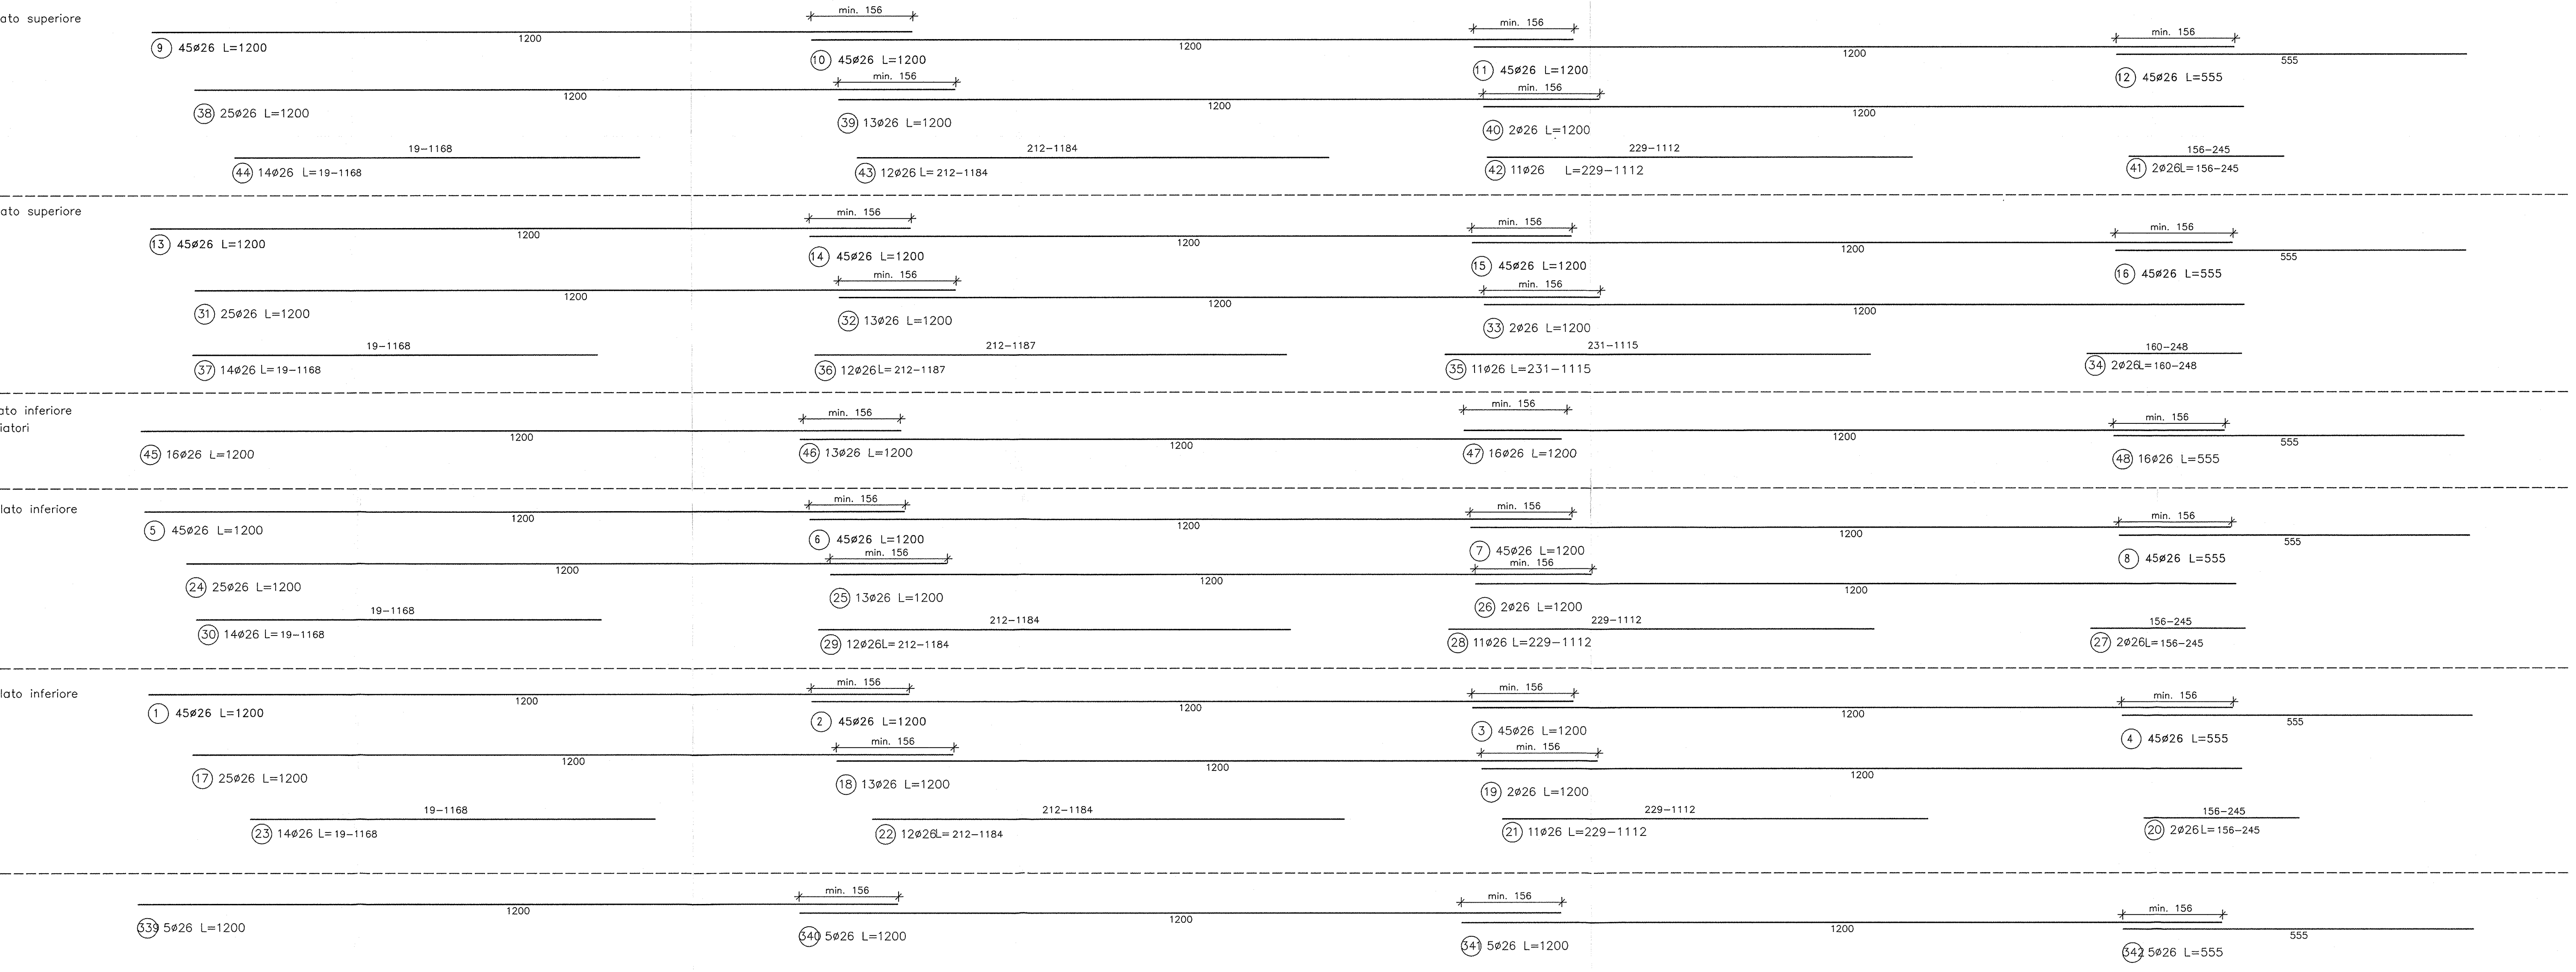 ato superiore
min. 156
1200
9 45ø26 L=1200
min. 156
1200
10 45ø26 L=1200
min. 156
1200
11 45ø26 L=1200
555
12 45ø26 L=555
min. 156
1200
38 25ø26 L=1200
min. 156
1200
39 13ø26 L=1200
1200
40 2ø26 L=1200
19-1168
44 14ø26 L=19-1168
212-1184
43 12ø26 L=212-1184
229-1112
42 11ø26 L=229-1112
156-245
41 2ø26L=156-245
ato superiore
min. 156
1200
13 45ø26 L=1200
min. 156
1200
14 45ø26 L=1200
min. 156
1200
15 45ø26 L=1200
555
16 45ø26 L=555
min. 156
1200
31 25ø26 L=1200
min. 156
1200
32 13ø26 L=1200
1200
33 2ø26 L=1200
19-1168
37 14ø26 L=19-1168
212-1187
36 12ø26L=212-1187
231-1115
35 11ø26 L=231-1115
160-248
34 2ø26L=160-248
ato inferiore
iatori
min. 156
1200
45 16ø26 L=1200
min. 156
1200
46 13ø26 L=1200
min. 156
1200
47 16ø26 L=1200
555
48 16ø26 L=555
lato inferiore
min. 156
1200
5 45ø26 L=1200
min. 156
1200
6 45ø26 L=1200
min. 156
1200
7 45ø26 L=1200
555
8 45ø26 L=555
min. 156
1200
24 25ø26 L=1200
min. 156
1200
25 13ø26 L=1200
1200
26 2ø26 L=1200
19-1168
30 14ø26 L=19-1168
212-1184
29 12ø26L=212-1184
229-1112
28 11ø26 L=229-1112
156-245
27 2ø26L=156-245
lato inferiore
min. 156
1200
1 45ø26 L=1200
min. 156
1200
2 45ø26 L=1200
min. 156
1200
3 45ø26 L=1200
555
4 45ø26 L=555
min. 156
1200
17 25ø26 L=1200
min. 156
1200
18 13ø26 L=1200
1200
19 2ø26 L=1200
19-1168
23 14ø26 L=19-1168
212-1184
22 12ø26L=212-1184
229-1112
21 11ø26 L=229-1112
156-245
20 2ø26L=156-245
min. 156
1200
339 5ø26 L=1200
min. 156
1200
340 5ø26 L=1200
min. 156
1200
341 5ø26 L=1200
555
342 5ø26 L=555